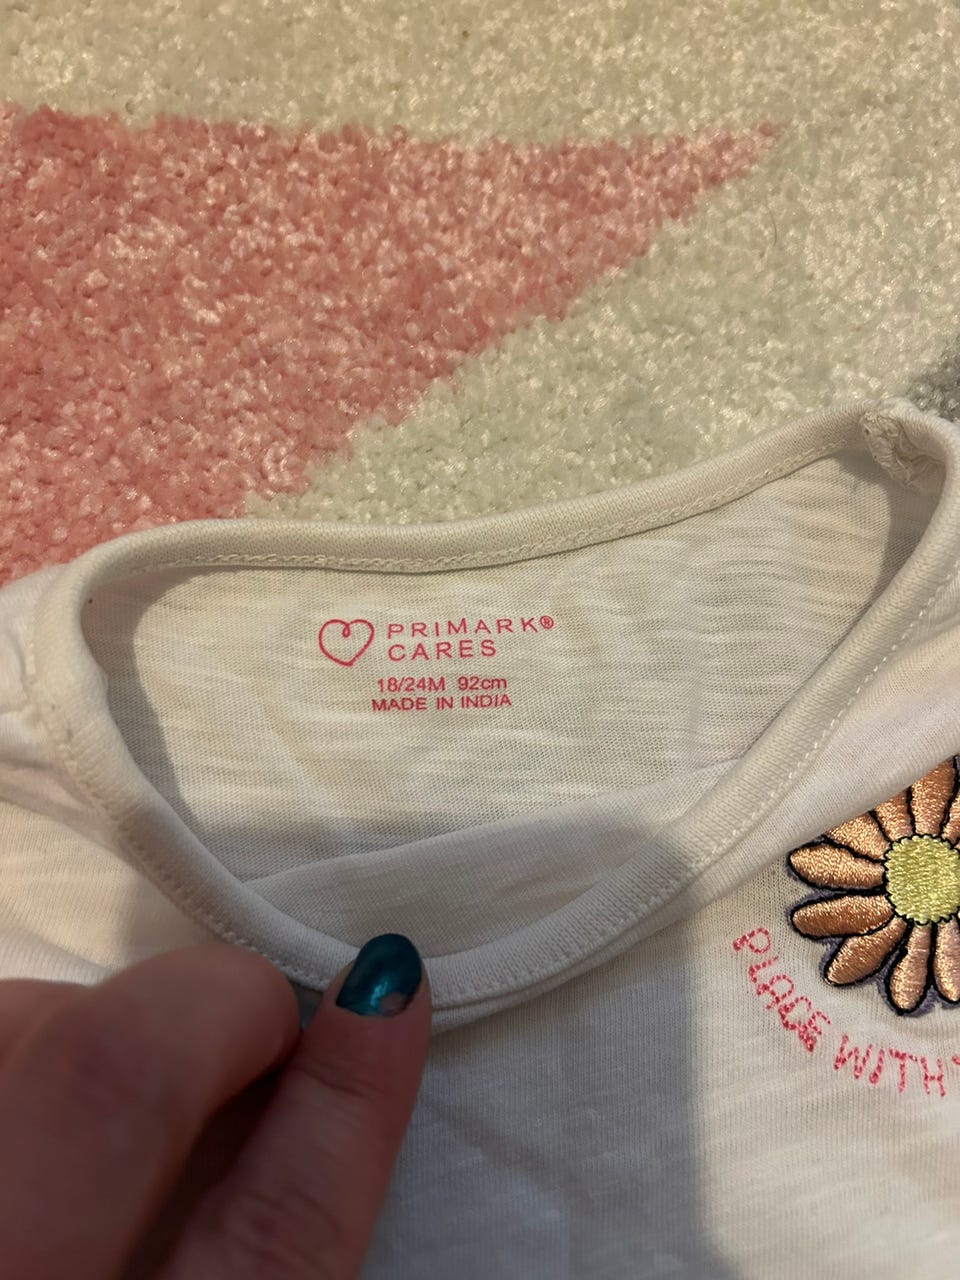 PRIMARK®
CARES
18/24M 92cm
MADE IN INDIA
PLACE WITH